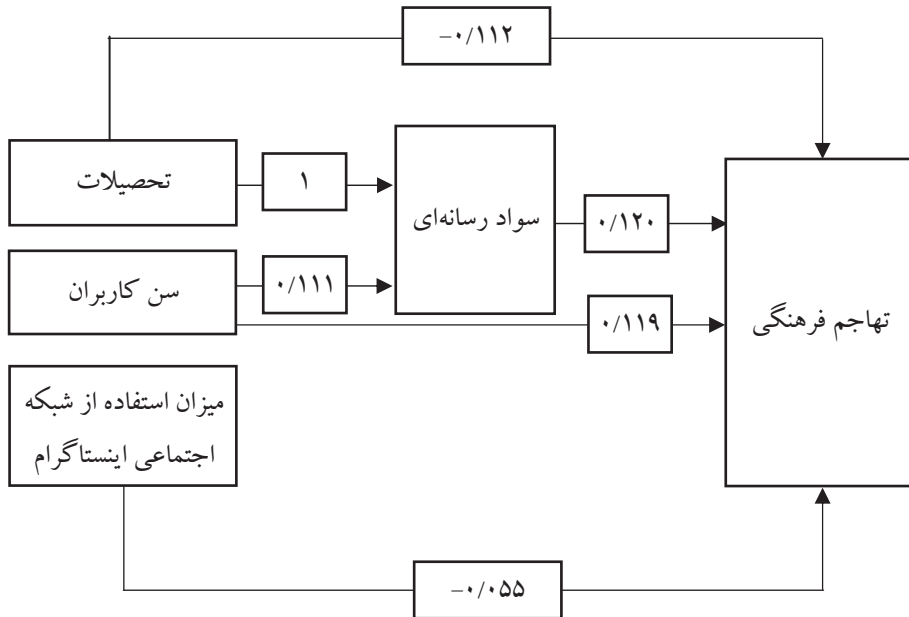 –۰/۱۱۲
تحصیلات
۱
سواد رسانه‌ای
۰/۱۲۰
سن کاربران
۰/۱۱۱
۰/۱۱۹
تهاجم فرهنگی
میزان استفاده از شبکه
اجتماعی اینستاگرام
–۰/۰۵۵